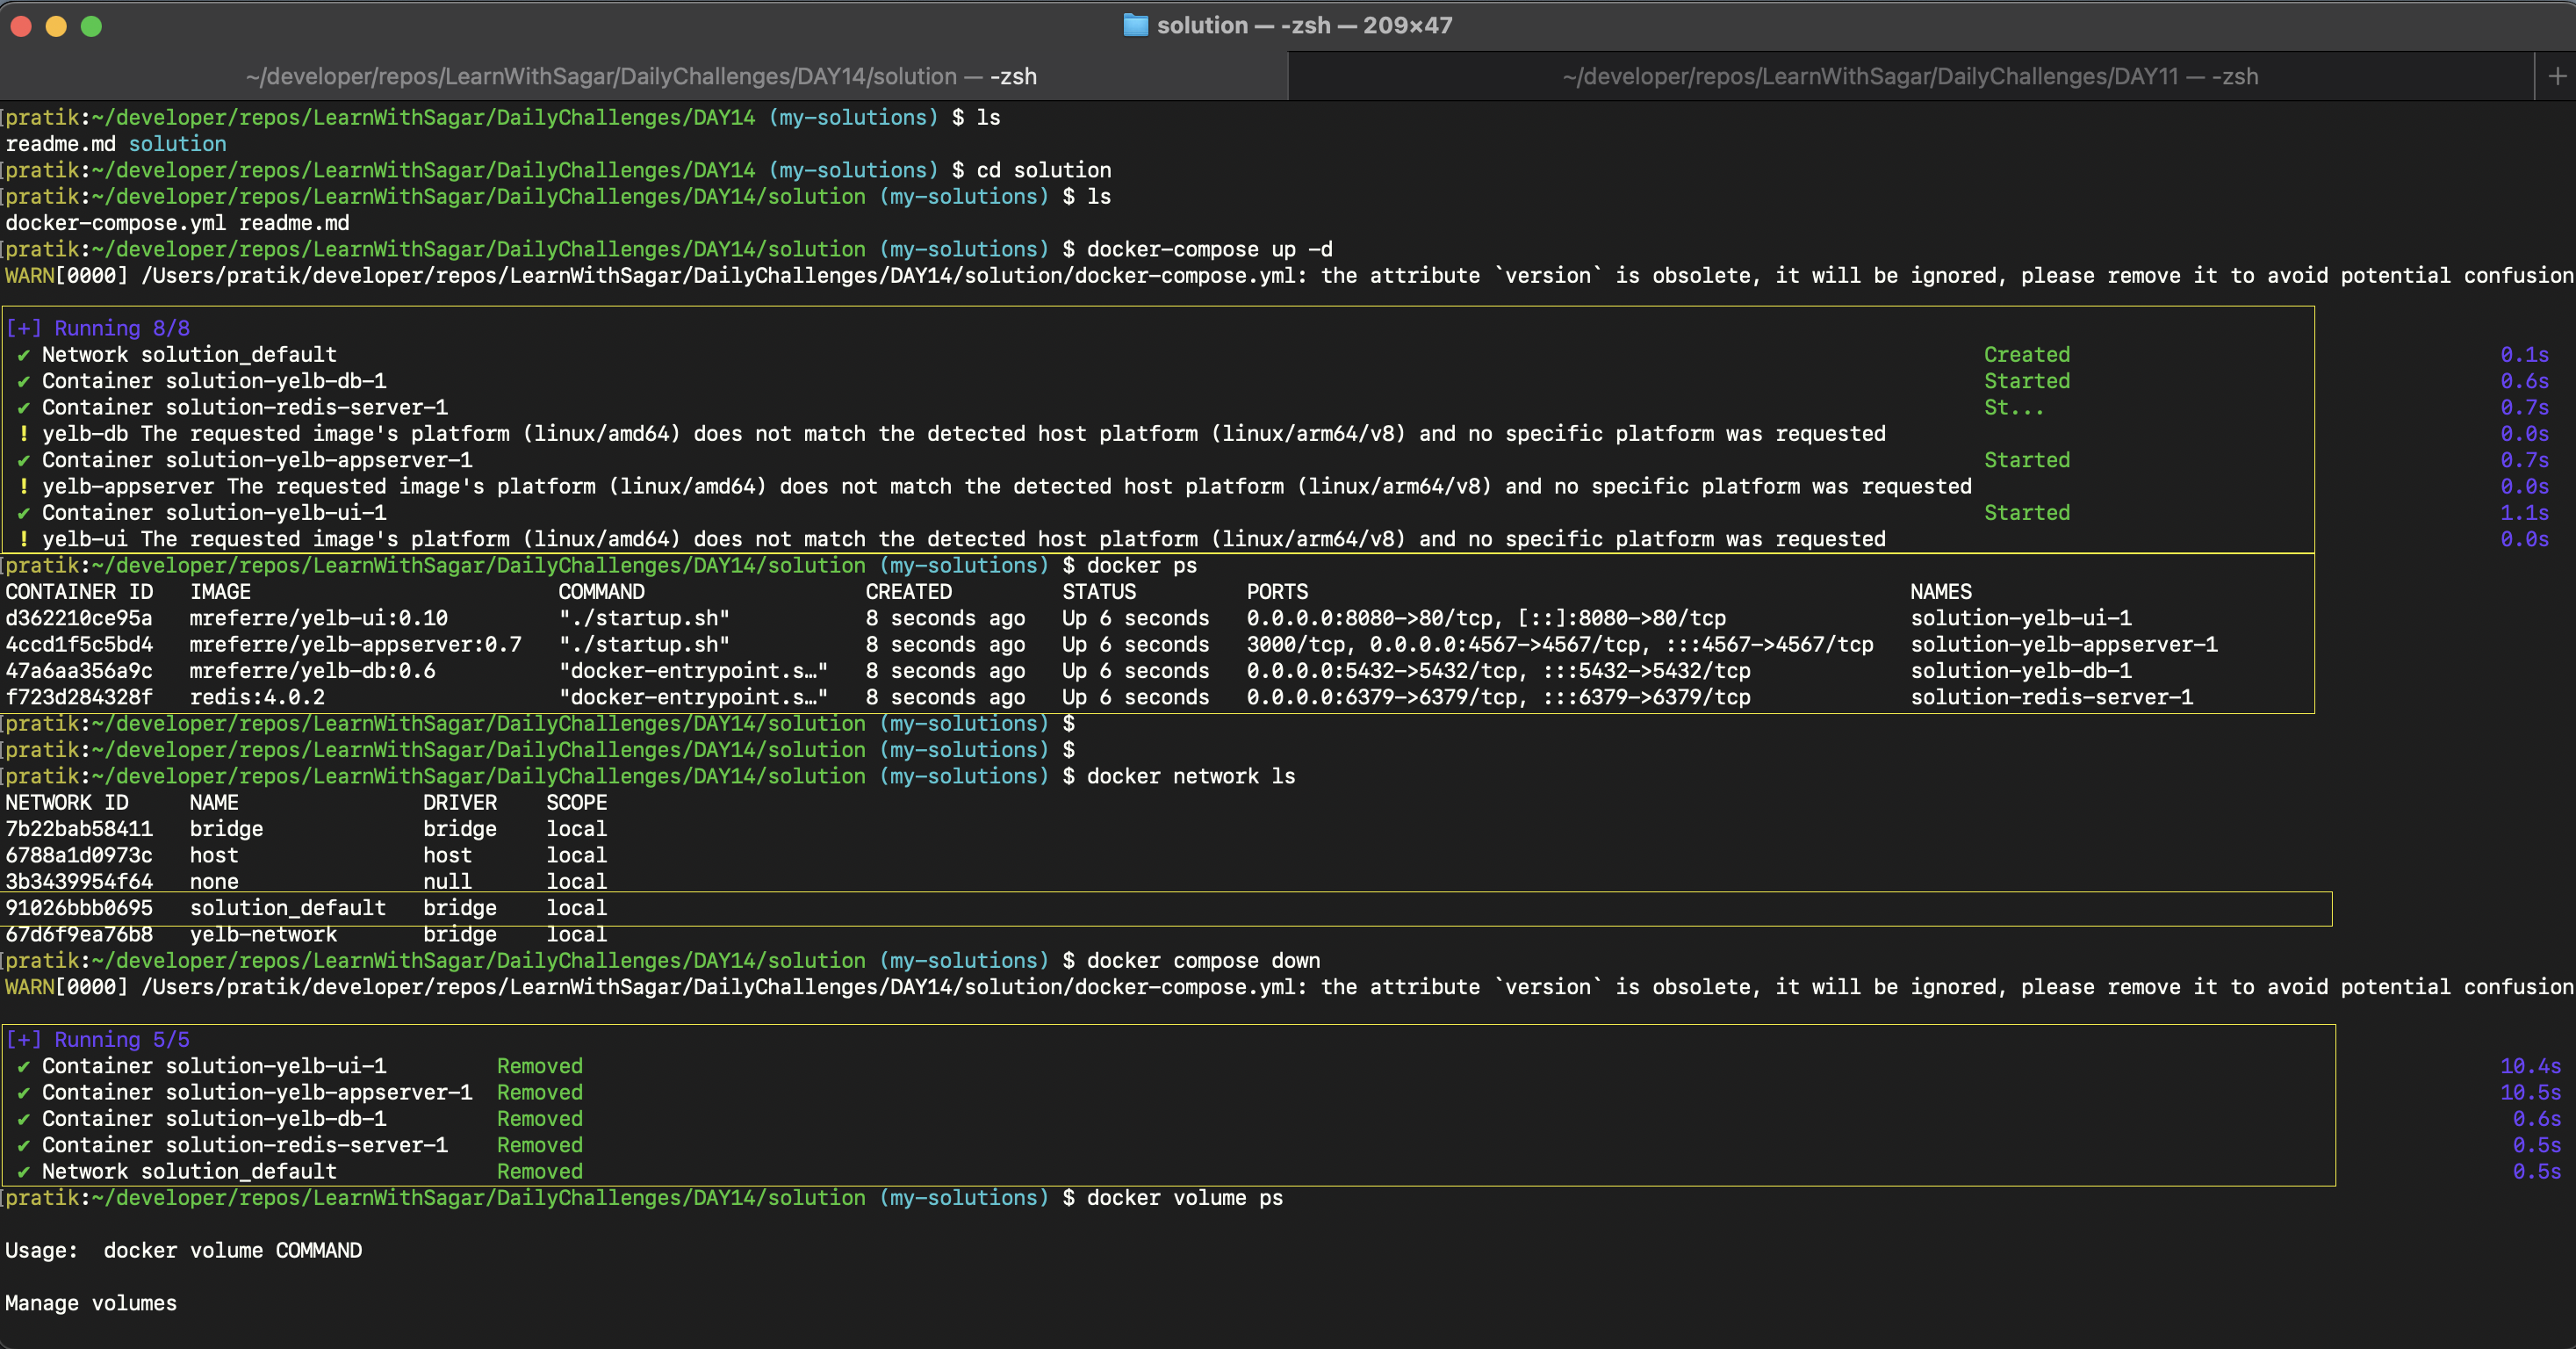 solution — -zsh — 209×47
~/developer/repos/LearnWithSagar/DailyChallenges/DAY14/solution — -zsh ~/developer/repos/LearnWithSagar/DailyChallenges/DAY11 — -zsh +
[pratik:~/developer/repos/LearnWithSagar/DailyChallenges/DAY14 (my-solutions) $ ls
readme.md solution
[pratik:~/developer/repos/LearnWithSagar/DailyChallenges/DAY14 (my-solutions) $ cd solution
[pratik:~/developer/repos/LearnWithSagar/DailyChallenges/DAY14/solution (my-solutions) $ ls
docker-compose.yml readme.md
[pratik:~/developer/repos/LearnWithSagar/DailyChallenges/DAY14/solution (my-solutions) $ docker-compose up -d
WARN[0000] /Users/pratik/developer/repos/LearnWithSagar/DailyChallenges/DAY14/solution/docker-compose.yml: the attribute `version` is obsolete, it will be ignored, please remove it to avoid potential confusion
[+] Running 8/8
✔ Network solution_default Created 0.1s
✔ Container solution-yelb-db-1 Started 0.6s
✔ Container solution-redis-server-1 St... 0.7s
! yelb-db The requested image's platform (linux/amd64) does not match the detected host platform (linux/arm64/v8) and no specific platform was requested 0.0s
✔ Container solution-yelb-appserver-1 Started 0.7s
! yelb-appserver The requested image's platform (linux/amd64) does not match the detected host platform (linux/arm64/v8) and no specific platform was requested 0.0s
✔ Container solution-yelb-ui-1 Started 1.1s
! yelb-ui The requested image's platform (linux/amd64) does not match the detected host platform (linux/arm64/v8) and no specific platform was requested 0.0s
[pratik:~/developer/repos/LearnWithSagar/DailyChallenges/DAY14/solution (my-solutions) $ docker ps
CONTAINER ID IMAGE COMMAND CREATED STATUS PORTS NAMES
d362210ce95a mreferre/yelb-ui:0.10 "./startup.sh" 8 seconds ago Up 6 seconds 0.0.0.0:8080->80/tcp, [::]:8080->80/tcp solution-yelb-ui-1
4ccd1f5c5bd4 mreferre/yelb-appserver:0.7 "./startup.sh" 8 seconds ago Up 6 seconds 3000/tcp, 0.0.0.0:4567->4567/tcp, :::4567->4567/tcp solution-yelb-appserver-1
47a6aa356a9c mreferre/yelb-db:0.6 "docker-entrypoint.s…" 8 seconds ago Up 6 seconds 0.0.0.0:5432->5432/tcp, :::5432->5432/tcp solution-yelb-db-1
f723d284328f redis:4.0.2 "docker-entrypoint.s…" 8 seconds ago Up 6 seconds 0.0.0.0:6379->6379/tcp, :::6379->6379/tcp solution-redis-server-1
[pratik:~/developer/repos/LearnWithSagar/DailyChallenges/DAY14/solution (my-solutions) $
[pratik:~/developer/repos/LearnWithSagar/DailyChallenges/DAY14/solution (my-solutions) $
[pratik:~/developer/repos/LearnWithSagar/DailyChallenges/DAY14/solution (my-solutions) $ docker network ls
NETWORK ID NAME DRIVER SCOPE
7b22bab58411 bridge bridge local
6788a1d0973c host host local
3b3439954f64 none null local
91026bbb0695 solution_default bridge local
67d6f9ea76b8 yelb-network bridge local
[pratik:~/developer/repos/LearnWithSagar/DailyChallenges/DAY14/solution (my-solutions) $ docker compose down
WARN[0000] /Users/pratik/developer/repos/LearnWithSagar/DailyChallenges/DAY14/solution/docker-compose.yml: the attribute `version` is obsolete, it will be ignored, please remove it to avoid potential confusion
[+] Running 5/5
✔ Container solution-yelb-ui-1 Removed 10.4s
✔ Container solution-yelb-appserver-1 Removed 10.5s
✔ Container solution-yelb-db-1 Removed 0.6s
✔ Container solution-redis-server-1 Removed 0.5s
✔ Network solution_default Removed 0.5s
[pratik:~/developer/repos/LearnWithSagar/DailyChallenges/DAY14/solution (my-solutions) $ docker volume ps
Usage:  docker volume COMMAND
Manage volumes